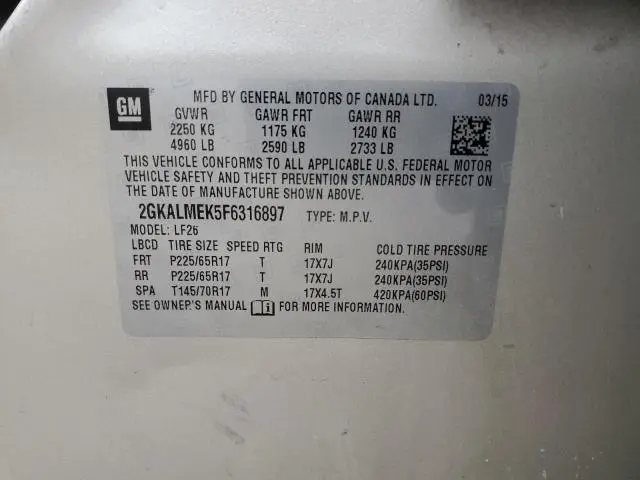 GM
MFD BY GENERAL MOTORS OF CANADA LTD. 03/15
GVWR GAWR FRT GAWR RR
2250 KG 1175 KG 1240 KG
4960 LB 2590 LB 2733 LB
THIS VEHICLE CONFORMS TO ALL APPLICABLE U.S. FEDERAL MOTOR
VEHICLE SAFETY AND THEFT PREVENTION STANDARDS IN EFFECT ON
THE DATE OF MANUFACTURE SHOWN ABOVE.
2GKALMEK5F6316897 TYPE: M.P.V.
MODEL: LF26
LBCD TIRE SIZE SPEED RTG RIM COLD TIRE PRESSURE
FRT P225/65R17 T 17X7J 240KPA(35PSI)
RR P225/65R17 T 17X7J 240KPA(35PSI)
SPA T145/70R17 M 17X4.5T 420KPA(60PSI)
SEE OWNER'S MANUAL i FOR MORE INFORMATION.